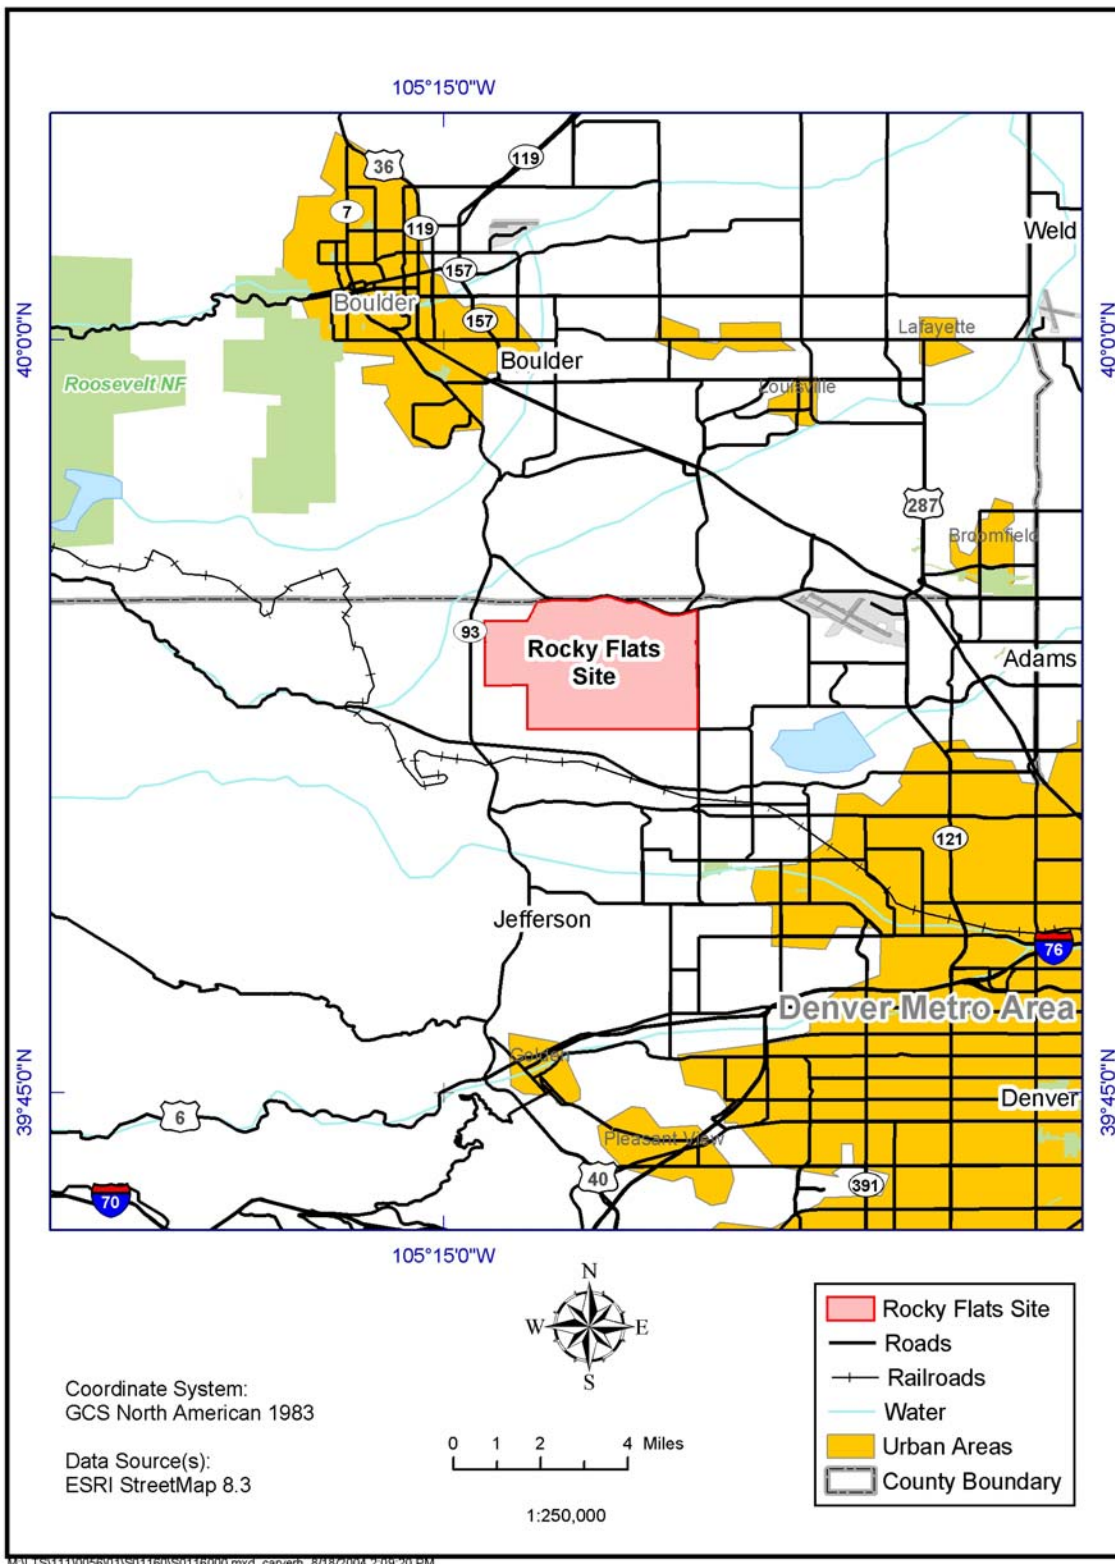 105°15'0"W
36
119
7
119
Weld
157
Boulder
157
Lafayette
40°0'0"N
40°0'0"N
Boulder
Roosevelt NF
Louisville
287
Broomfield
93
Rocky Flats
Site
Adams
121
Jefferson
76
Denver Metro Area
Golden
39°45'0"N
39°45'0"N
Denver
6
Pleasant View
40
391
70
105°15'0"W
N
W
E
S
Rocky Flats Site
Roads
Railroads
Water
Urban Areas
County Boundary
Coordinate System:
GCS North American 1983
Data Source(s):
ESRI StreetMap 8.3
0 1 2 4 Miles
1:250,000